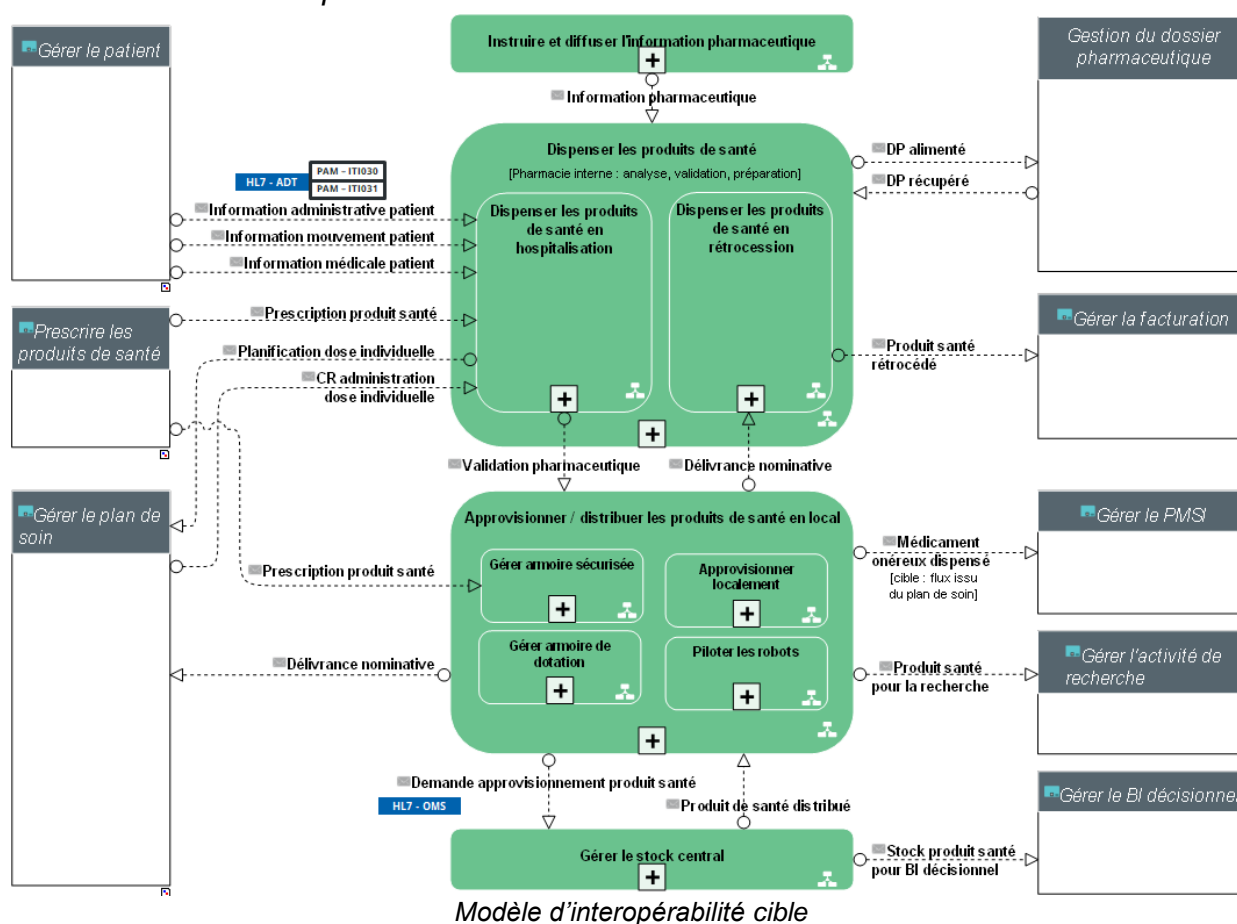 Gérer le patient
Instruire et diffuser l'information pharmaceutique
Gestion du dossier
pharmaceutique
Information pharmaceutique
Dispenser les produits de santé
[Pharmacie interne : analyse, validation, préparation]
DP alimenté
DP récupéré
HL7 - ADT
PAM – ITI030
PAM – ITI031
Information administrative patient
Information mouvement patient
Information médicale patient
Dispenser les produits
de santé en
hospitalisation
Dispenser les produits
de santé en
rétrocession
Prescrire les
produits de santé
Prescription produit santé
Planification dose individuelle
CR administration
dose individuelle
Gérer la facturation
Produit santé
rétrocédé
Validation pharmaceutique
Délivrance nominative
Gérer le plan de
soin
Approvisionner / distribuer les produits de santé en local
Gérer le PMSI
Médicament
onéreux dispensé
[cible : flux issu
du plan de soin]
Prescription produit santé
Gérer armoire sécurisée
Approvisionner
localement
Gérer armoire de
dotation
Piloter les robots
Délivrance nominative
Gérer l'activité de
recherche
Produit santé
pour la recherche
Demande approvisionnement produit santé
HL7 - OMS
Produit de santé distribué
Gérer le BI décisionne
Gérer le stock central
Stock produit santé
pour BI décisionnel
Modèle d'interopérabilité cible